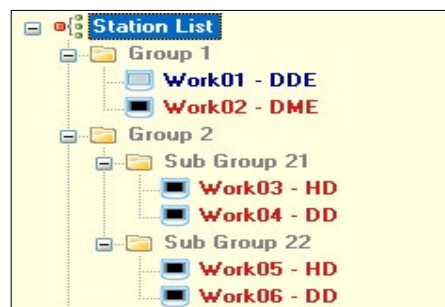 Station List
Group 1
Work01 - DDE
Work02 - DME
Group 2
Sub Group 21
Work03 - HD
Work04 - DD
Sub Group 22
Work05 - HD
Work06 - DD